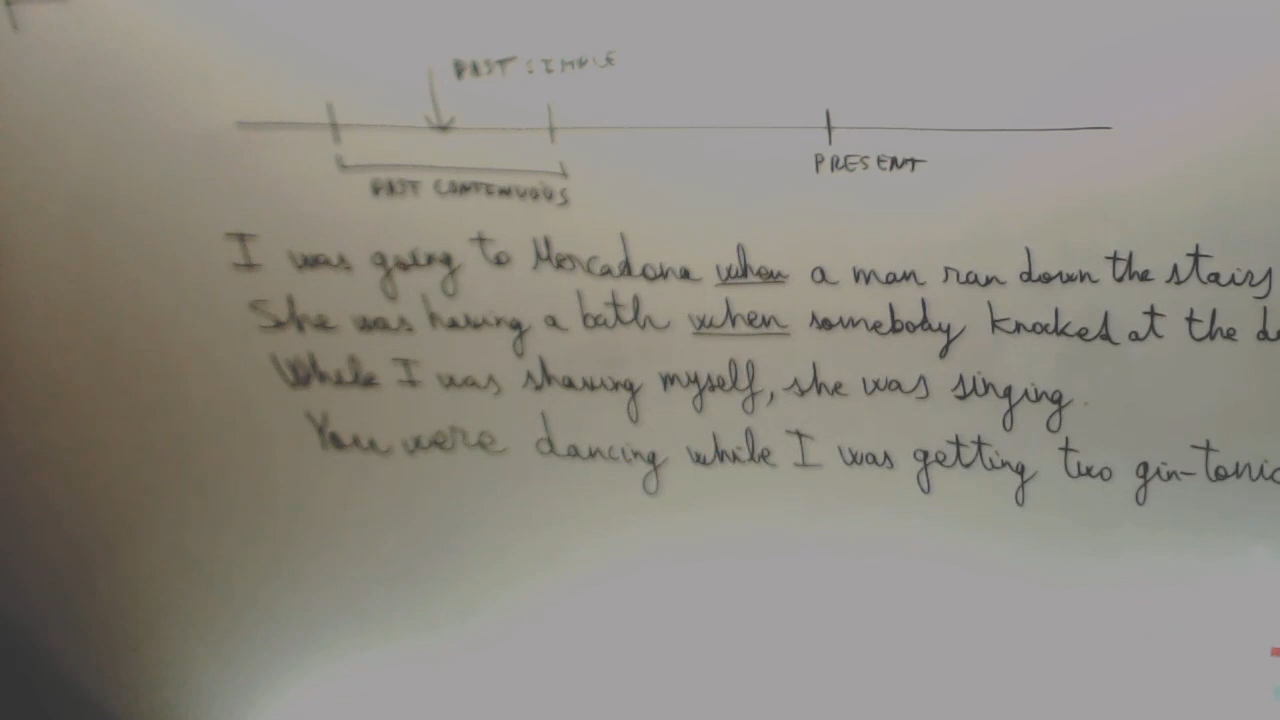 PAST SIMPLE
PRESENT
PAST CONTINUOUS
I was going to Mercadona when a man ran down the stairs
She was having a bath when somebody knocked at the
While I was shaving myself, she was singing.
You were dancing while I was getting two gin-tonic